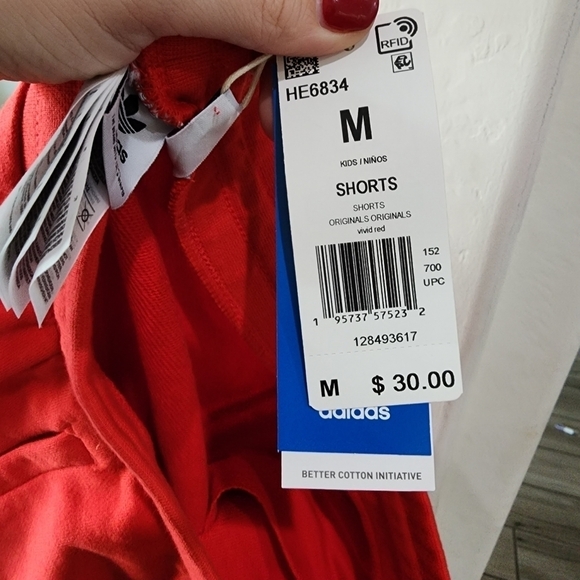 RFID
HE6834
M
KIDS / NIÑOS
SHORTS
SHORTS
ORIGINALS ORIGINALS
vivid red
152
700
UPC
1 95737 57523 2
128493617
M $ 30.00
adidas
BETTER COTTON INITIATIVE